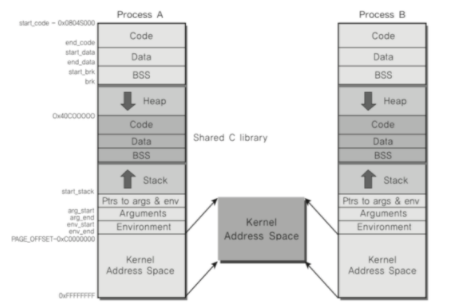 Process A
Process B
start_code - 0x08045000
end_code
start_data
end_data
start_brk
brk
0x40C00000
start_stack
arg_start
arg_end
env_start
env_end
PAGE_OFFSET-0xC0000000
0xFFFFFFFF
Code
Data
BSS
Heap
Code
Data
BSS
Stack
Ptrs to args & env
Arguments
Environment
Kernel
Address Space
Shared C library
Kernel
Address Space
Code
Data
BSS
Heap
Code
Data
BSS
Stack
Ptrs to args & env
Arguments
Environment
Kernel
Address Space